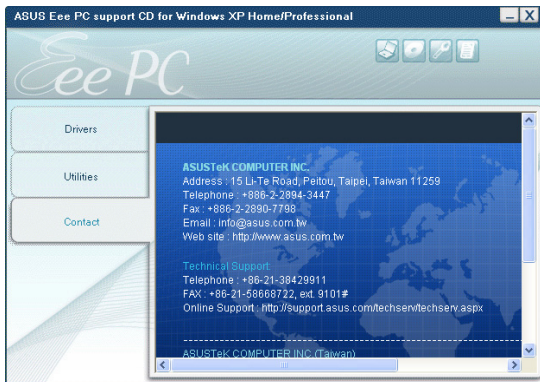 ASUS Eee PC support CD for Windows XP Home/Professional
Eee PC
Drivers
Utilities
Contact
ASUSTeK COMPUTER INC.
Address : 15 Li-Te Road, Peitou, Taipei, Taiwan 11259
Telephone : +886-2-2894-3447
Fax : +886-2-2890-7798
Email : info@asus.com.tw
Web site : http://www.asus.com.tw
Technical Support
Telephone : +86-21-38429911
FAX : +86-21-58668722, ext. 9101#
Online Support : http://support.asus.com/techserv/techserv.aspx
ASUSTeK COMPUTER INC.(Taiwan)